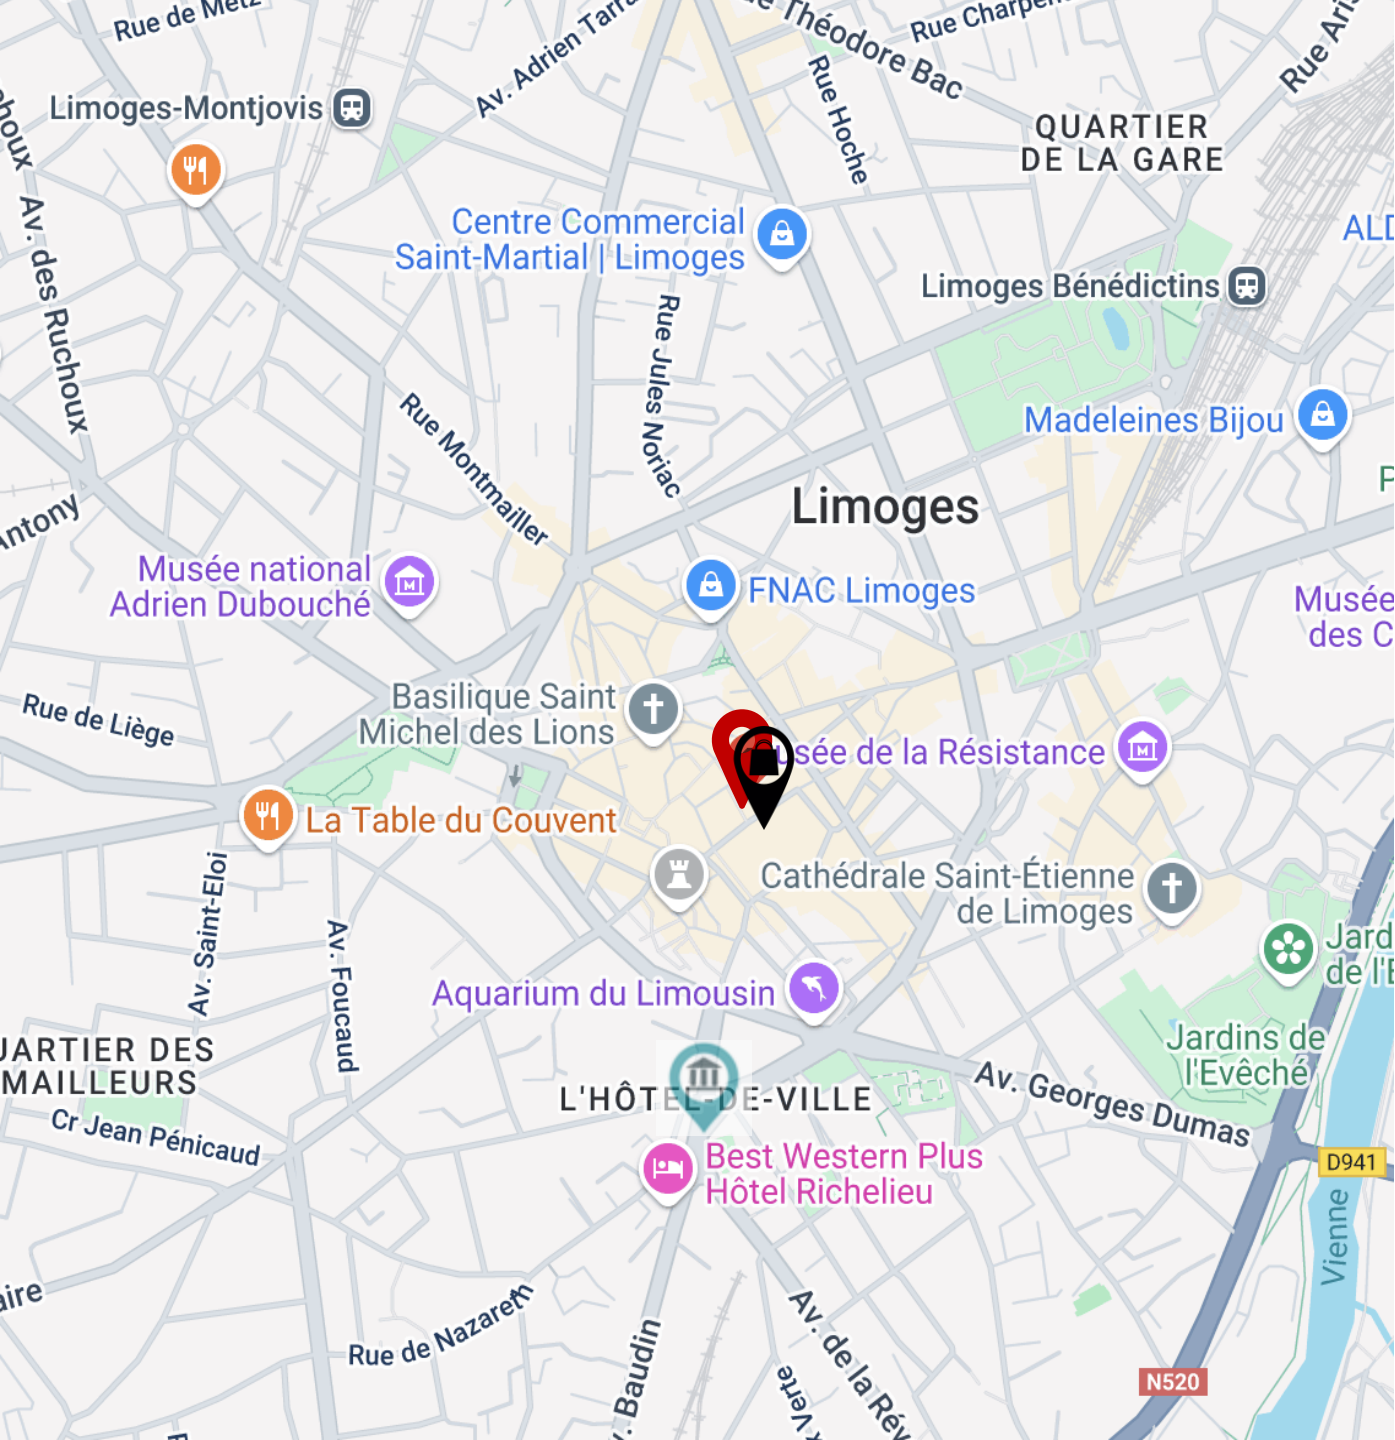 Rue de Metz
Av. Adrien Tarra
Théodore Bac
Rue Charpen
Rue Aris
Rue Hoche
Limoges-Montjovis
QUARTIER
DE LA GARE
choux
Av. des Ruchoux
Centre Commercial
Saint-Martial | Limoges
ALD
Limoges Bénédictins
Rue Jules Noriac
Rue Montmailler
Madeleines Bijou
P
Limoges
Antony
Musée national
Adrien Dubouché
FNAC Limoges
Musée
des C
Basilique Saint
Michel des Lions
Rue de Liège
usée de la Résistance
La Table du Couvent
Cathédrale Saint-Étienne
de Limoges
Av. Saint-Eloi
Av. Foucaud
Jard
de l'E
Aquarium du Limousin
UARTIER DES
MAILLEURS
Jardins de
l'Evêché
L'HÔTEL-DE-VILLE
Av. Georges Dumas
Cr Jean Pénicaud
Best Western Plus
Hôtel Richelieu
D941
Vienne
aire
Rue de Nazareth
Av. de la Rév
. Baudin
x Verte
N520